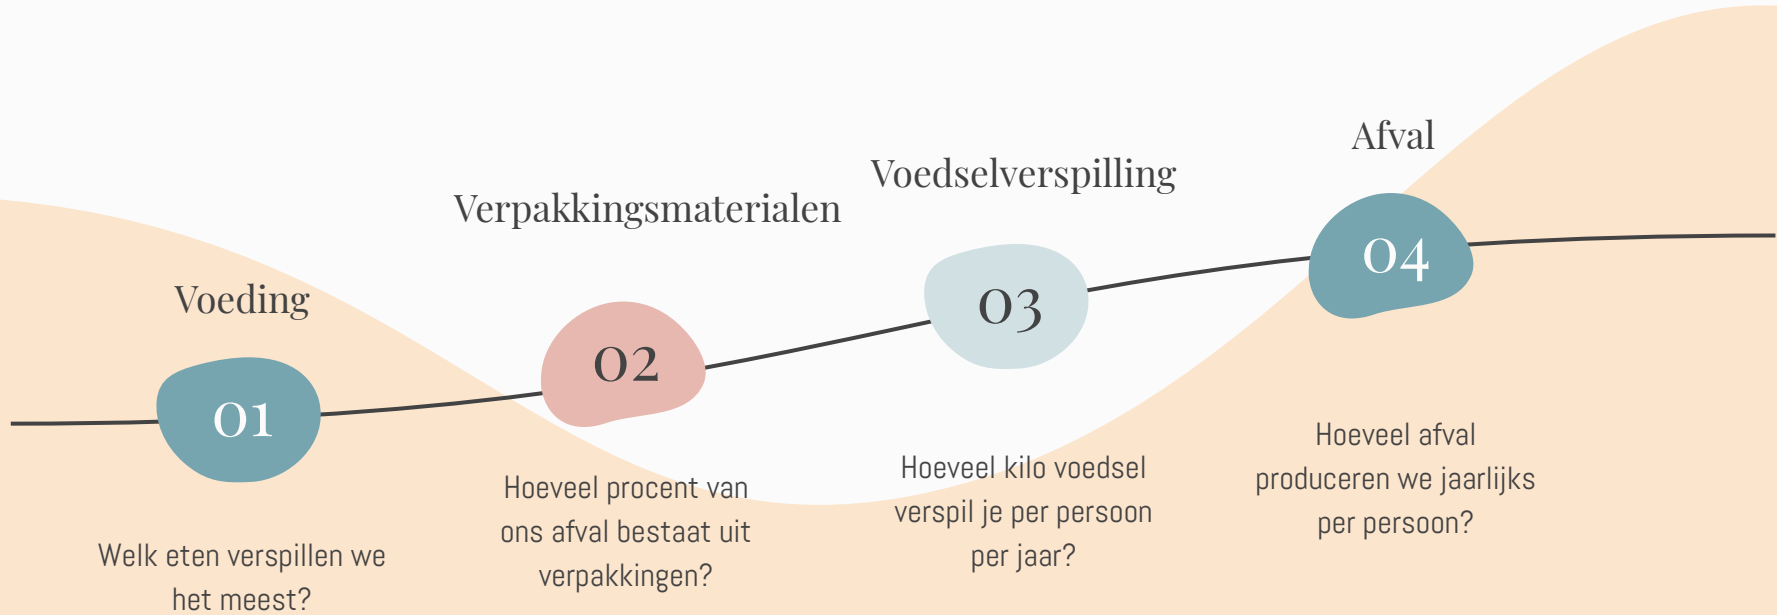 Voeding
01
Welk eten verspillen we
het meest?
Verpakkingsmaterialen
02
Hoeveel procent van
ons afval bestaat uit
verpakkingen?
Voedselverspilling
03
Hoeveel kilo voedsel
verspil je per persoon
per jaar?
Afval
04
Hoeveel afval
produceren we jaarlijks
per persoon?